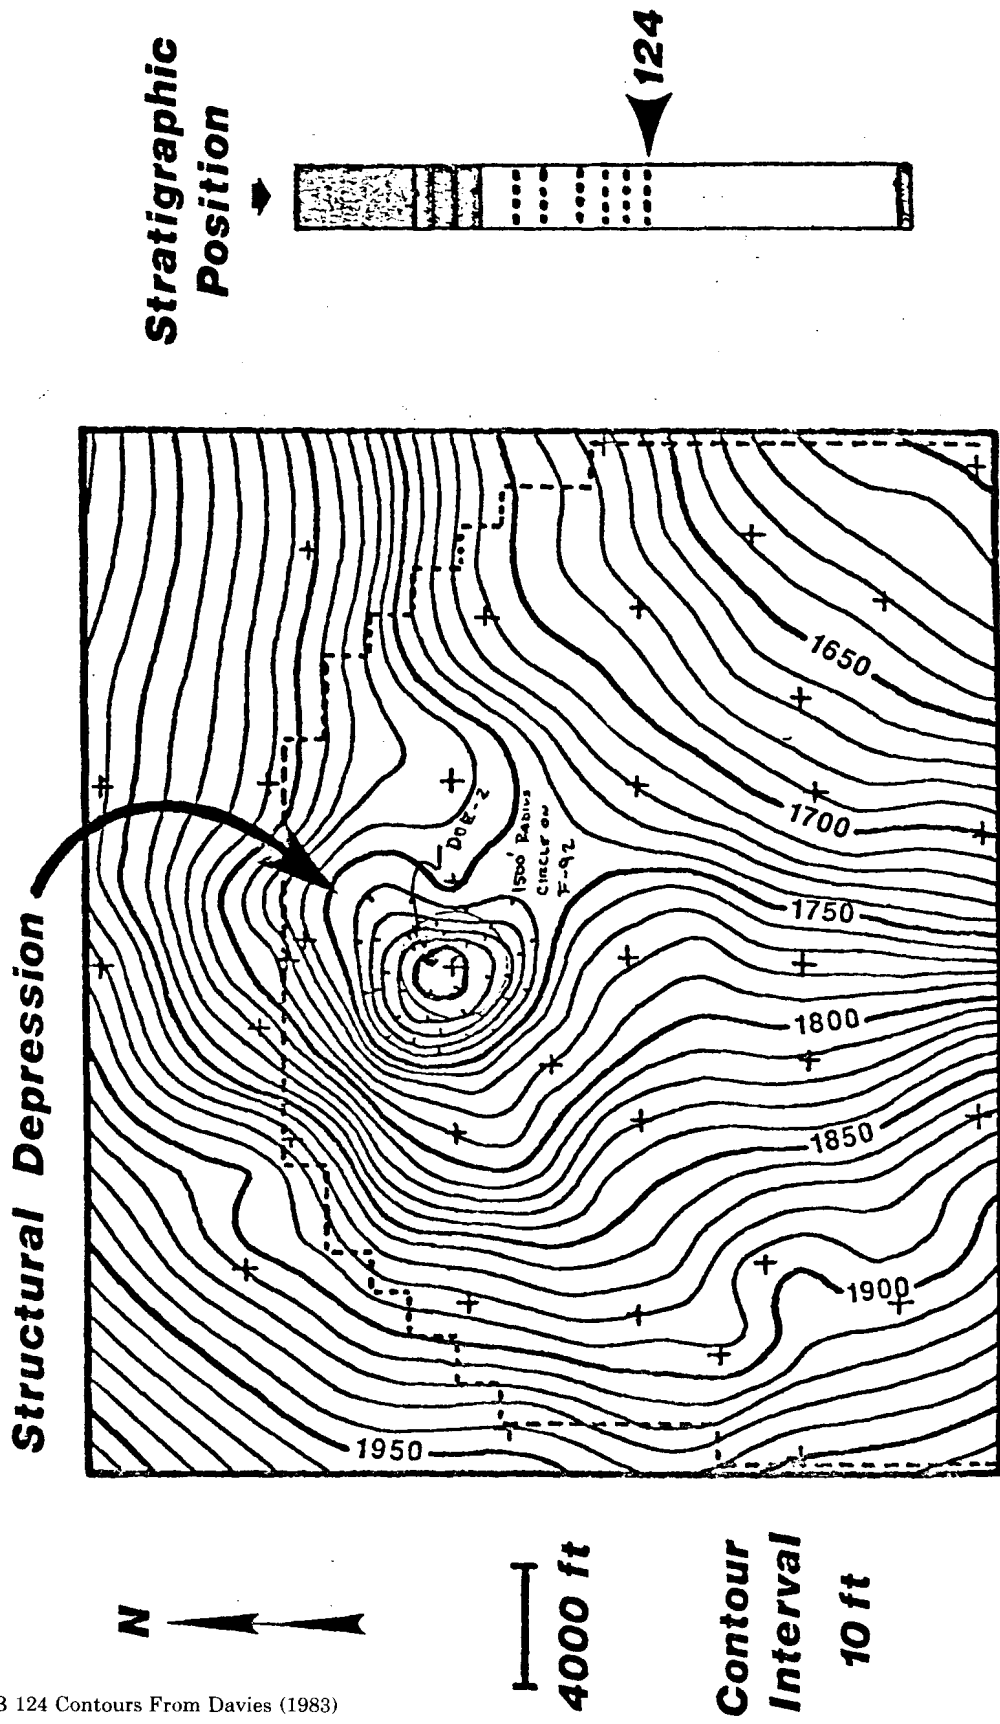 Structural Depression
N
4000 ft
Contour
Interval
10 ft
Stratigraphic
Position
124
1950
1900
1850
1800
1750
1700
1650
DOE-2
1500' RADIUS
CIRCLE ON
F-92
B 124 Contours From Davies (1983)